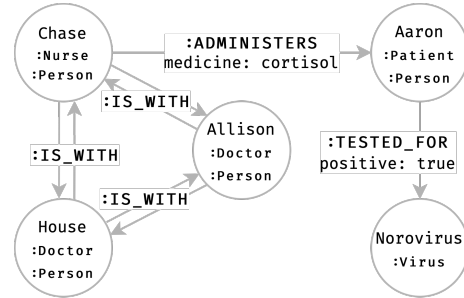 Chase
:Nurse
:Person
:ADMINISTERS
medicine: cortisol
Aaron
:Patient
:Person
:IS_WITH
Allison
:Doctor
:Person
:IS_WITH
:TESTED_FOR
positive: true
:IS_WITH
House
:Doctor
:Person
Norovirus
:Virus